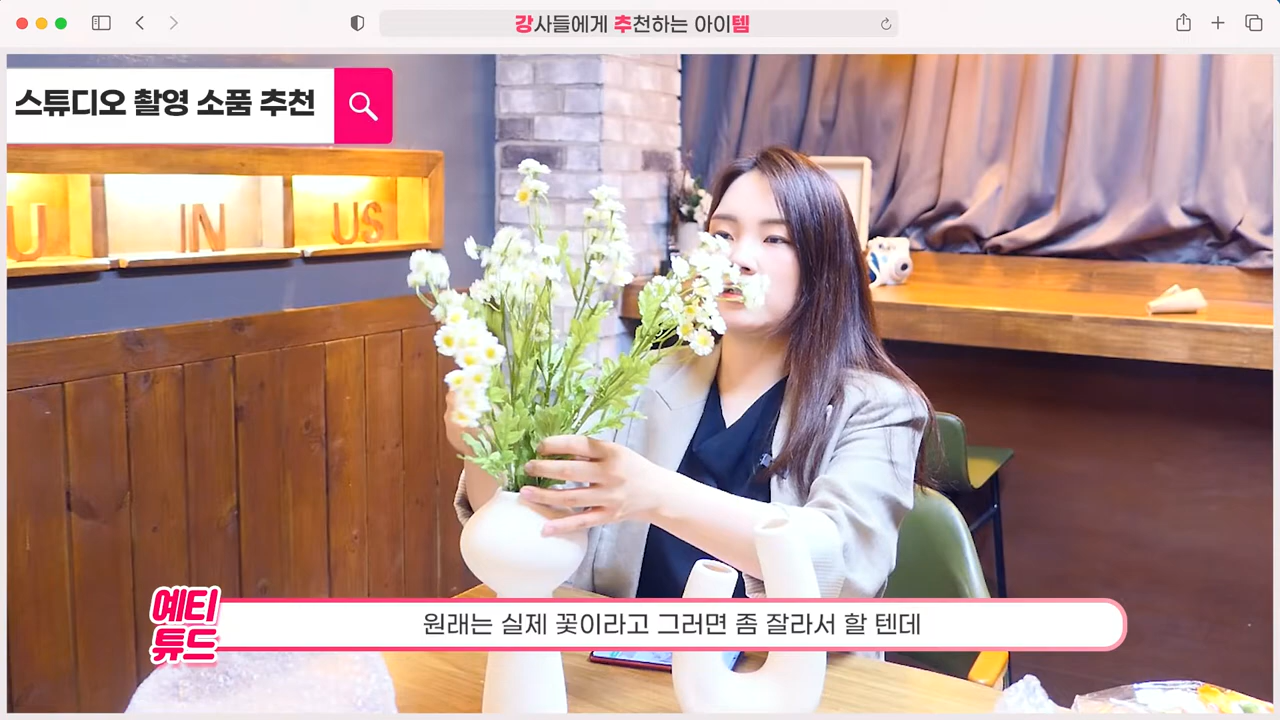 강사들에게 추천하는 아이템
스튜디오 촬영 소품 추천
U IN US
예티
튜드
원래는 실제 꽃이라고 그러면 좀 잘라서 할 텐데